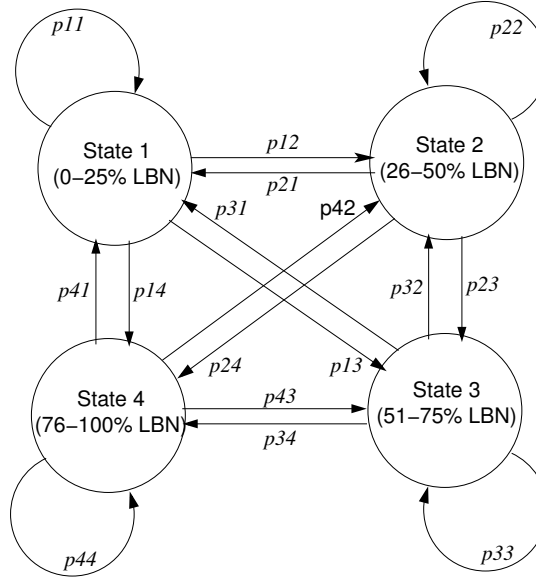 p11
p22
State 1
(0−25% LBN)
p12
State 2
(26−50% LBN)
p21
p31
p42
p41
p14
p32
p23
p24
p13
State 4
(76−100% LBN)
p43
State 3
(51−75% LBN)
p34
p44
p33